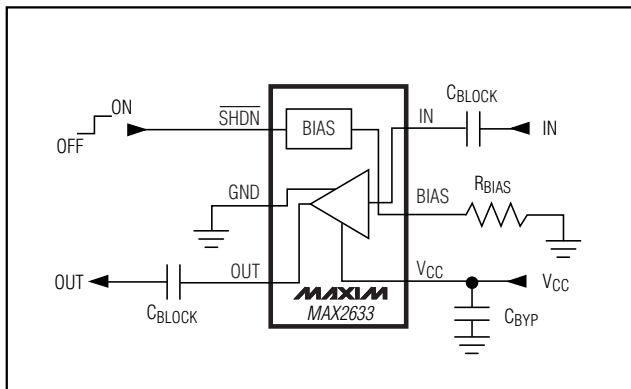 ON
OFF
SHDN
BIAS
IN
CBLOCK
IN
GND
BIAS
RBIAS
OUT
CBLOCK
OUT
VCC
VCC
CBYP
MAXIM
MAX2633